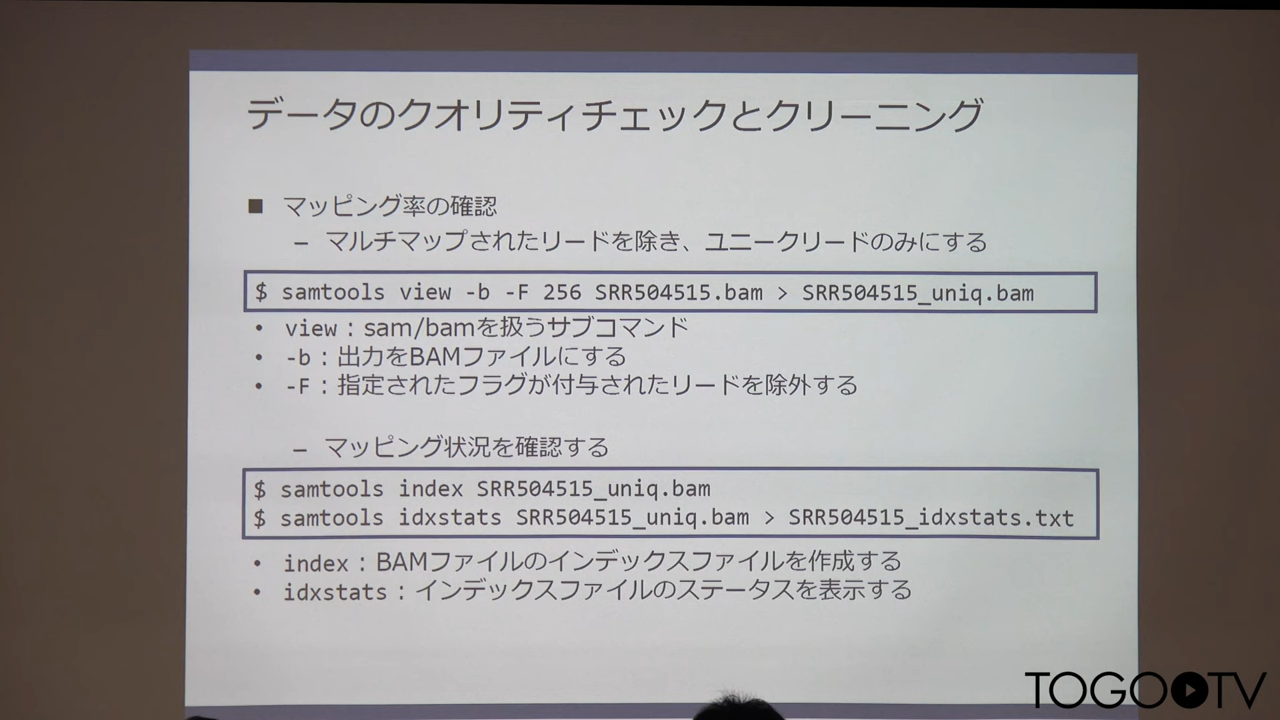 データのクオリティチェックとクリーニング
■ マッピング率の確認
– マルチマップされたリードを除き、ユニークリードのみにする
$ samtools view -b -F 256 SRR504515.bam > SRR504515_uniq.bam
• view：sam/bamを扱うサブコマンド
• -b：出力をBAMファイルにする
• -F：指定されたフラグが付与されたリードを除外する
– マッピング状況を確認する
$ samtools index SRR504515_uniq.bam
$ samtools idxstats SRR504515_uniq.bam > SRR504515_idxstats.txt
• index：BAMファイルのインデックスファイルを作成する
• idxstats：インデックスファイルのステータスを表示する
TOGOTV